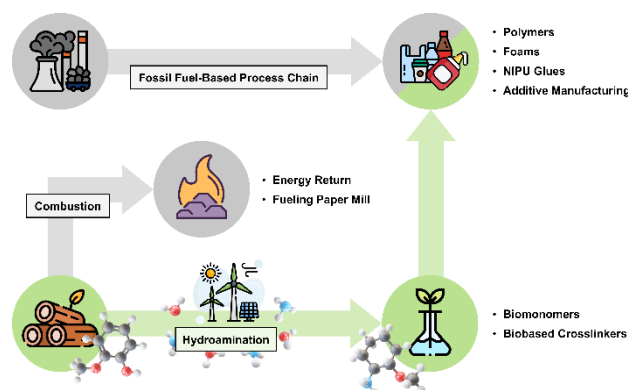 • Polymers
• Foams
• NIPU Glues
• Additive Manufacturing
Fossil Fuel-Based Process Chain
• Energy Return
• Fueling Paper Mill
Combustion
Hydroamination
• Biomonomers
• Biobased Crosslinkers